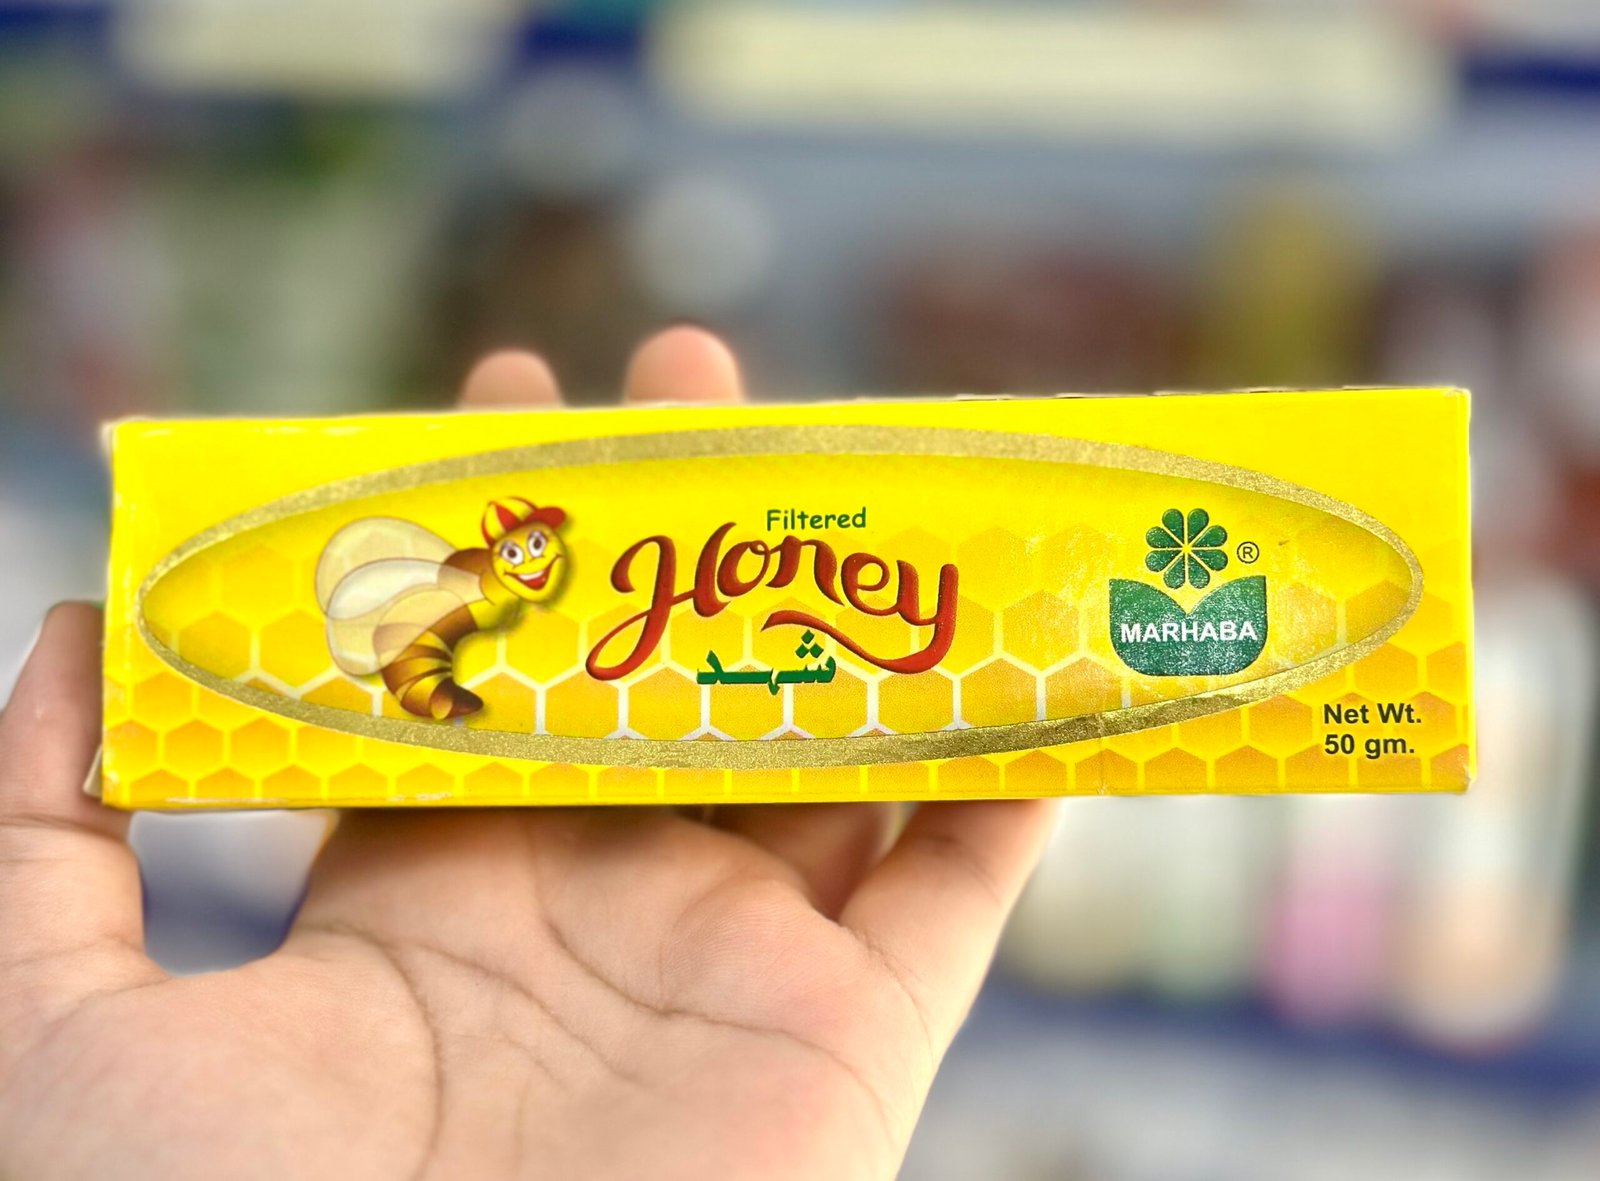 Filtered
Honey
شہد
®
MARHABA
Net Wt.
50 gm.